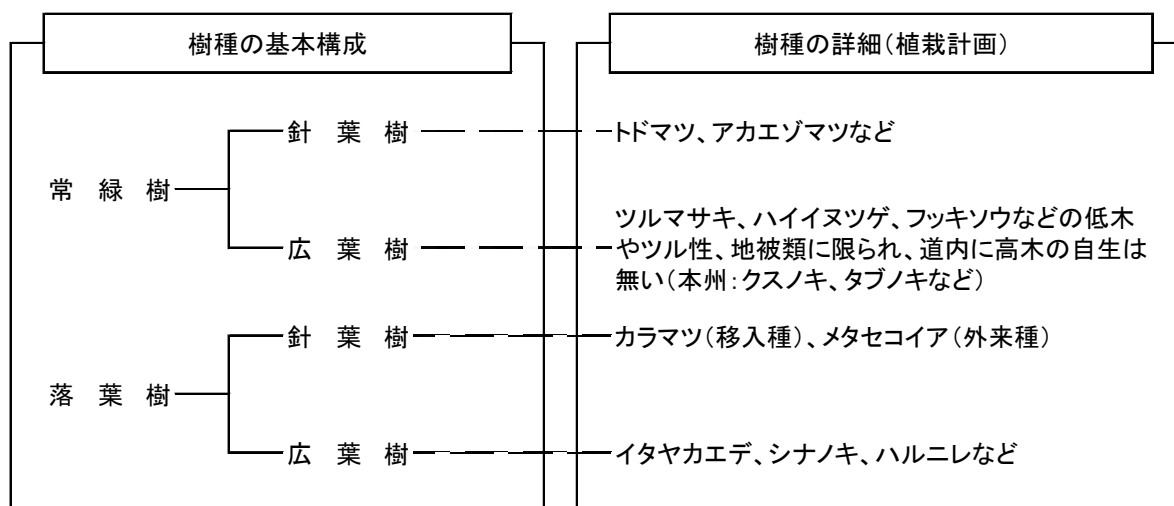 樹種の基本構成
樹種の詳細(植栽計画)
常 緑 樹
針 葉 樹
トドマツ、アカエゾマツなど
広 葉 樹
ツルマサキ、ハイイヌツゲ、フッキソウなどの低木
やツル性、地被類に限られ、道内に高木の自生は
無い(本州:クスノキ、タブノキなど)
落 葉 樹
針 葉 樹
カラマツ(移入種)、メタセコイア(外来種)
広 葉 樹
イタヤカエデ、シナノキ、ハルニレなど